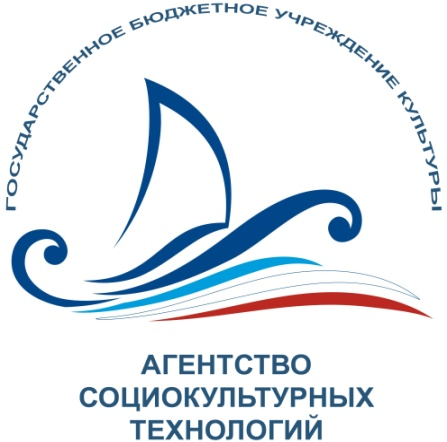 ГОСУДАРСТВЕННОЕ БЮДЖЕТНОЕ УЧРЕЖДЕНИЕ КУЛЬТУРЫ
АГЕНТСТВО
СОЦИОКУЛЬТУРНЫХ
ТЕХНОЛОГИЙ